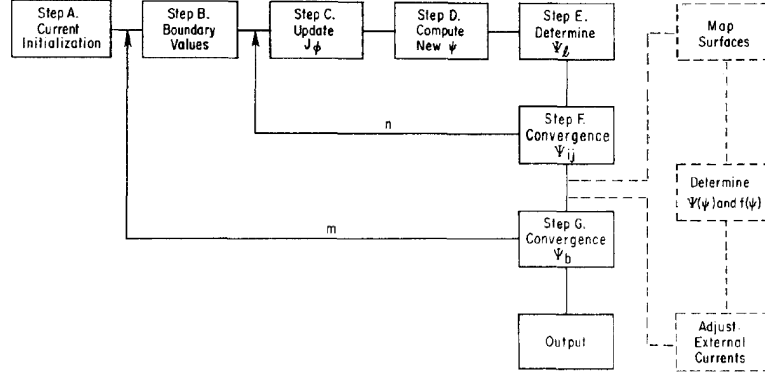 Step A.
Current
Initialization
Step B.
Boundary
Values
Step C.
Update
Jϕ
Step D.
Compute
New ψ
Step E.
Determine
Ψℓ
Map
Surfaces
n
Step F.
Convergence
Ψij
Determine
Ψ(ψ) and f(ψ)
m
Step G.
Convergence
Ψb
Output
Adjust
External
Currents